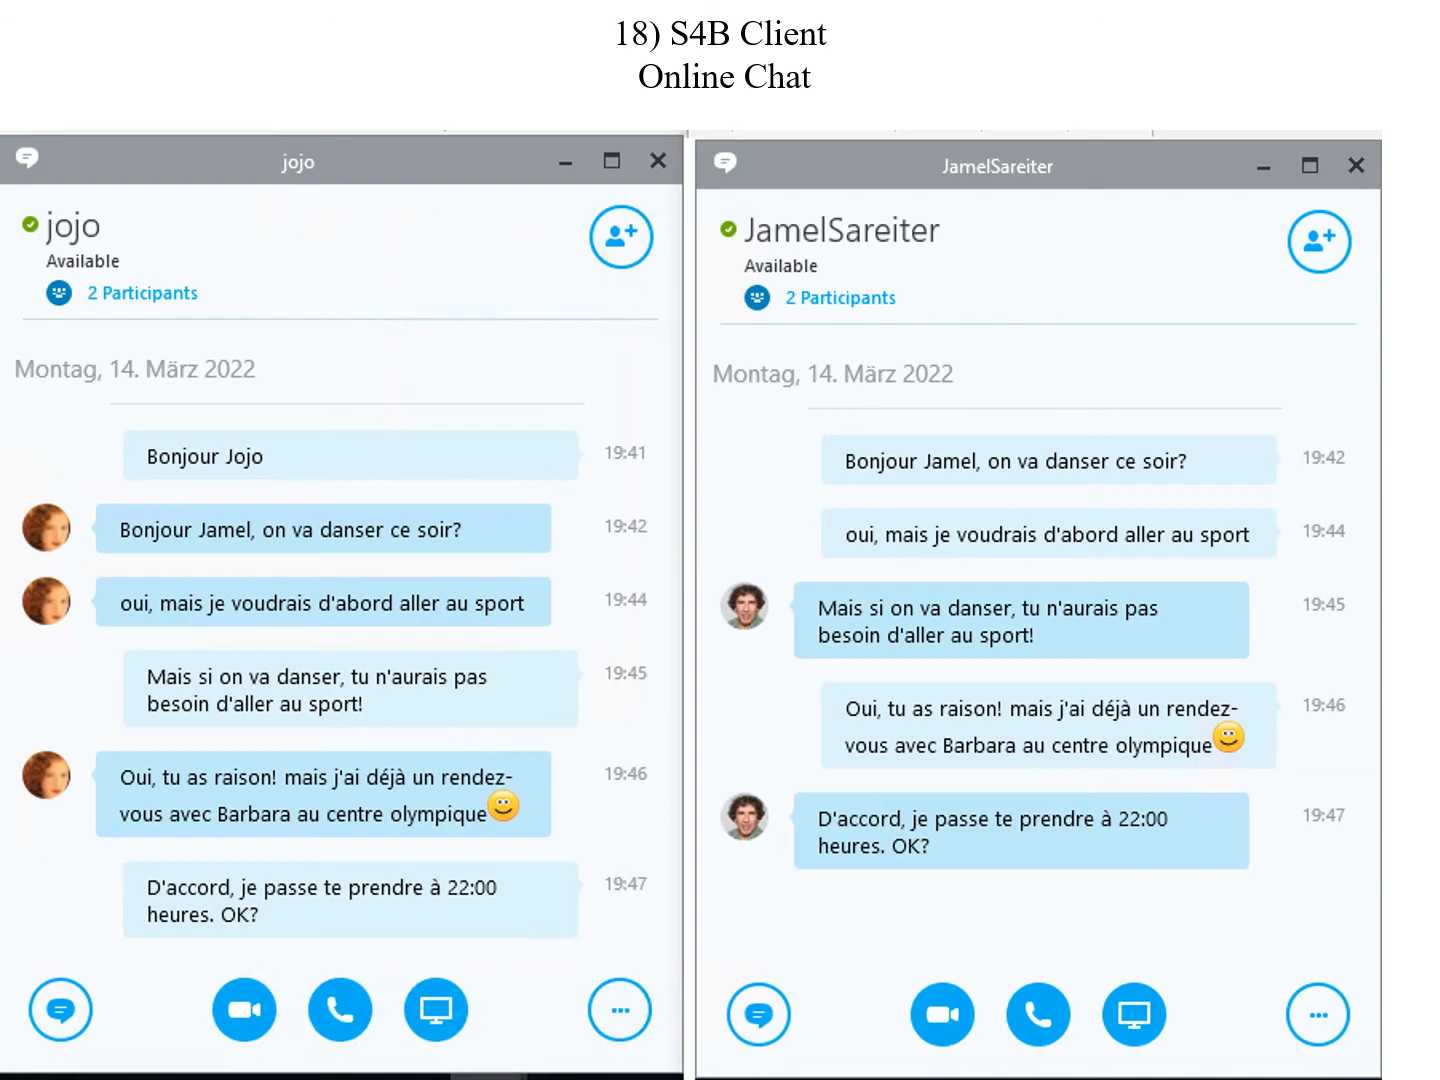 18) S4B Client
Online Chat
jojo
jojo
Available
2 Participants
Montag, 14. März 2022
Bonjour Jojo
19:41
Bonjour Jamel, on va danser ce soir?
19:42
oui, mais je voudrais d'abord aller au sport
19:44
Mais si on va danser, tu n'aurais pas
besoin d'aller au sport!
19:45
Oui, tu as raison! mais j'ai déjà un rendez-
vous avec Barbara au centre olympique
19:46
D'accord, je passe te prendre à 22:00
heures. OK?
19:47
JamelSareiter
JamelSareiter
Available
2 Participants
Montag, 14. März 2022
Bonjour Jamel, on va danser ce soir?
19:42
oui, mais je voudrais d'abord aller au sport
19:44
Mais si on va danser, tu n'aurais pas
besoin d'aller au sport!
19:45
Oui, tu as raison! mais j'ai déjà un rendez-
vous avec Barbara au centre olympique
19:46
D'accord, je passe te prendre à 22:00
heures. OK?
19:47